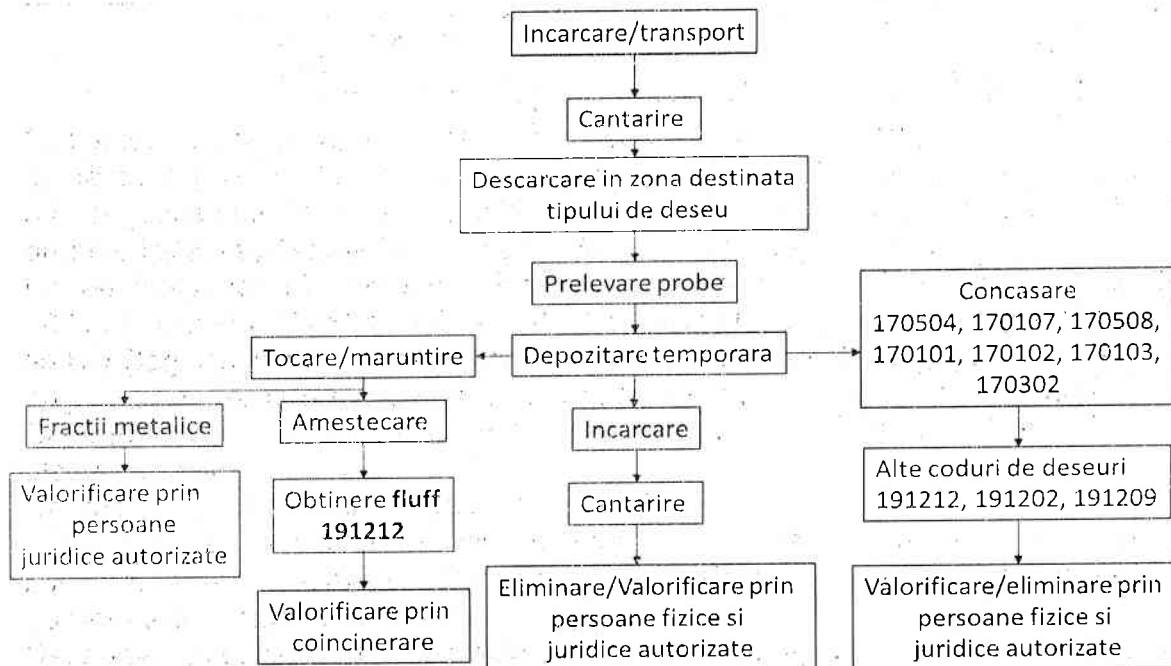 Incarcare/transport
Cantarire
Descarcare in zona destinata
tipului de deseu
Prelevare probe
Depozitare temporara
Tocare/maruntire
Concasare
170504, 170107, 170508,
170101, 170102, 170103,
170302
Fractii metalice
Amestecare
Incarcare
Alte coduri de deseuri
191212, 191202, 191209
Valorificare prin
persoane
juridice autorizate
Obtinere fluff
191212
Cantarire
Valorificare prin
coincinerare
Eliminare/Valorificare prin
persoane fizice si
juridice autorizate
Valorificare/eliminare prin
persoane fizice si
juridice autorizate